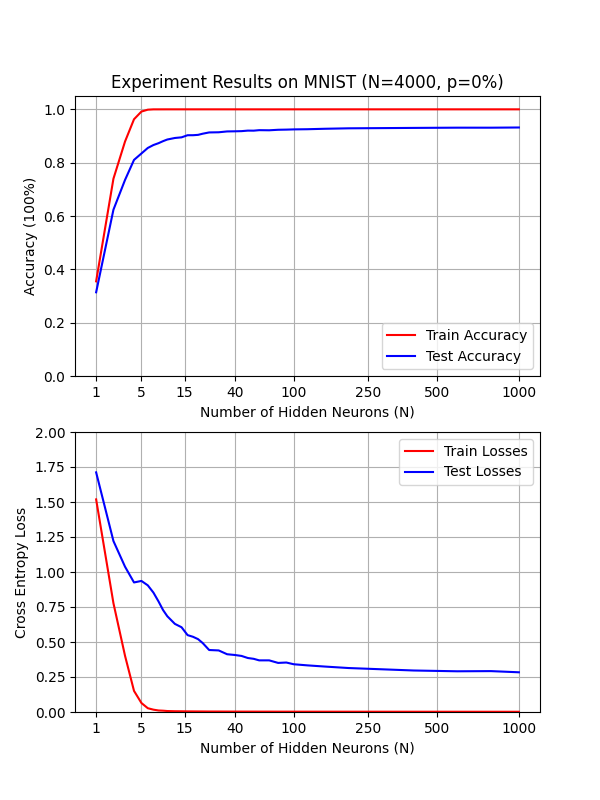 Experiment Results on MNIST (N=4000, p=0%)
1.0
0.8
0.6
0.4
0.2
0.0
Accuracy (100%)
Train Accuracy
Test Accuracy
1 5 15 40 100 250 500 1000
Number of Hidden Neurons (N)
2.00
1.75
1.50
1.25
1.00
0.75
0.50
0.25
0.00
Cross Entropy Loss
Train Losses
Test Losses
1 5 15 40 100 250 500 1000
Number of Hidden Neurons (N)